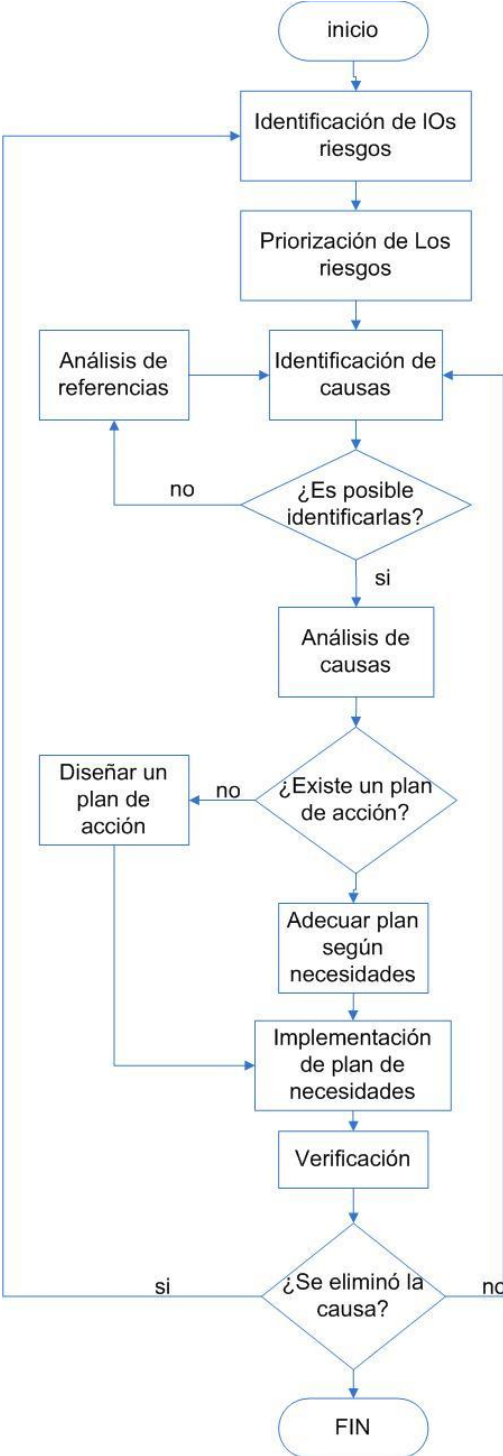 inicio
Identificación de IOs
riesgos
Priorización de Los
riesgos
Análisis de
referencias
Identificación de
causas
no
¿Es posible
identificarlas?
si
Análisis de
causas
Diseñar un
plan de
acción
no
¿Existe un plan
de acción?
Adecuar plan
según
necesidades
Implementación
de plan de
necesidades
Verificación
si
¿Se eliminó la
causa?
no
FIN